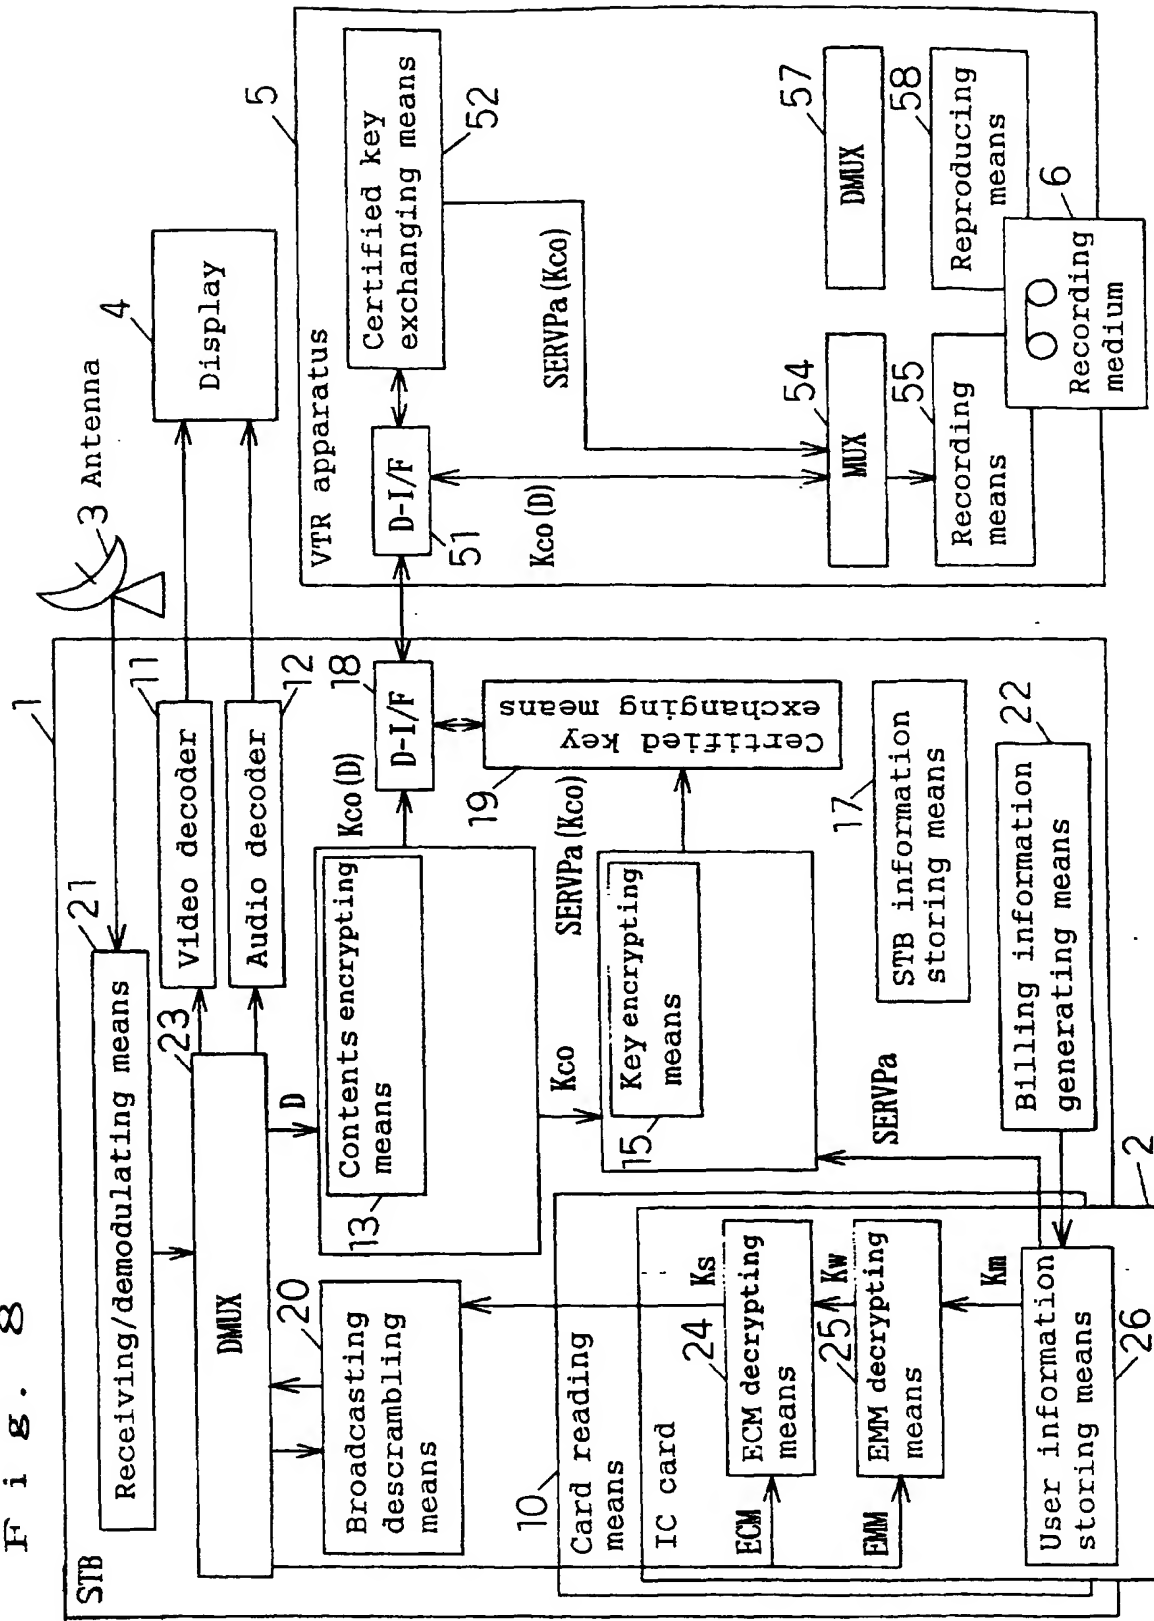 Fig. 8
STB
1
Receiving/demodulating means
21
3 Antenna
4
Display
DMUX
23
Video decoder
11
Audio decoder
12
D
Broadcasting
descrambling
means
20
Contents encrypting
means
13
Kco(D)
D-I/F
18
Kco
Key encrypting
means
15
SERVPa(Kco)
Certified key
exchanging means
19
STB information
storing means
17
Billing information
generating means
22
SERVPa
10
Card reading
means
IC card
2
ECM
ECM decrypting
means
24
Ks
EMM
EMM decrypting
means
25
Kw
Km
User information
storing means
26
VTR apparatus
5
D-I/F
51
Certified key
exchanging means
52
SERVPa(Kco)
Kco(D)
MUX
54
Recording
means
55
DMUX
57
Reproducing
means
58
Recording
medium
6